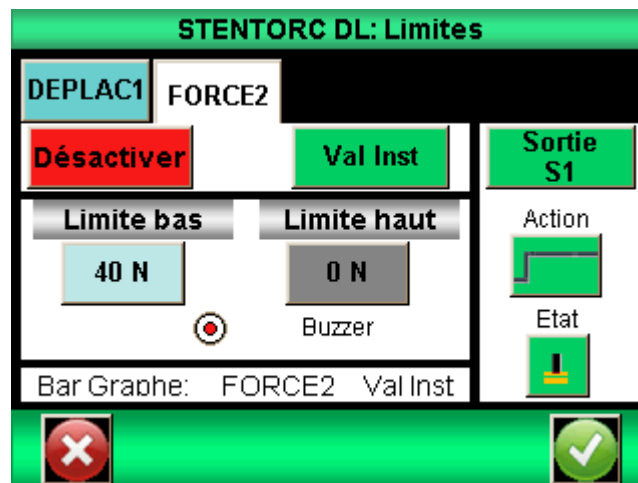 STENTORC DL: Limites
DEPLAC1 FORCE2
Désactiver Val Inst Sortie
S1
Limite bas Limite haut Action
40 N 0 N
Buzzer Etat
Bar Graphe: FORCE2 Val Inst